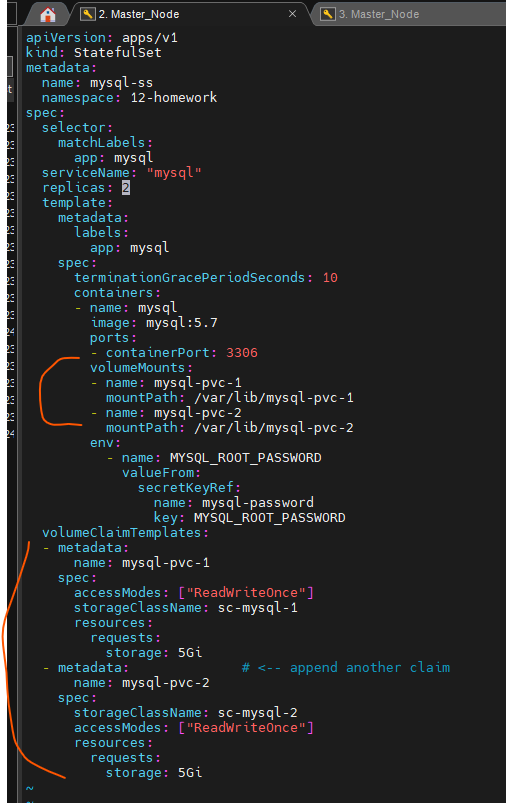 2. Master_Node
3. Master_Node
apiVersion: apps/v1
kind: StatefulSet
metadata:
  name: mysql-ss
  namespace: 12-homework
spec:
  selector:
    matchLabels:
      app: mysql
  serviceName: "mysql"
  replicas: 2
  template:
    metadata:
      labels:
        app: mysql
    spec:
      terminationGracePeriodSeconds: 10
      containers:
      - name: mysql
        image: mysql:5.7
        ports:
        - containerPort: 3306
        volumeMounts:
        - name: mysql-pvc-1
          mountPath: /var/lib/mysql-pvc-1
        - name: mysql-pvc-2
          mountPath: /var/lib/mysql-pvc-2
        env:
          - name: MYSQL_ROOT_PASSWORD
            valueFrom:
              secretKeyRef:
                name: mysql-password
                key: MYSQL_ROOT_PASSWORD
  volumeClaimTemplates:
  - metadata:
      name: mysql-pvc-1
    spec:
      accessModes: ["ReadWriteOnce"]
      storageClassName: sc-mysql-1
      resources:
        requests:
          storage: 5Gi
  - metadata:              # <-- append another claim
      name: mysql-pvc-2
    spec:
      storageClassName: sc-mysql-2
      accessModes: ["ReadWriteOnce"]
      resources:
        requests:
          storage: 5Gi
~